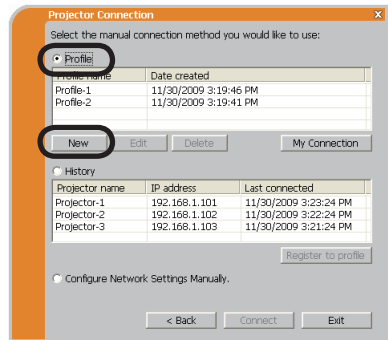 Projector Connection X
Select the manual connection method you would like to use:
Profile
Profile name Date created
Profile-1 11/30/2009 3:19:46 PM
Profile-2 11/30/2009 3:19:41 PM
New Edit Delete My Connection
History
Projector name IP address Last connected
Projector-1 192.168.1.101 11/30/2009 3:23:24 PM
Projector-2 192.168.1.102 11/30/2009 3:22:24 PM
Projector-3 192.168.1.103 11/30/2009 3:21:24 PM
Register to profile
Configure Network Settings Manually.
< Back Connect Exit